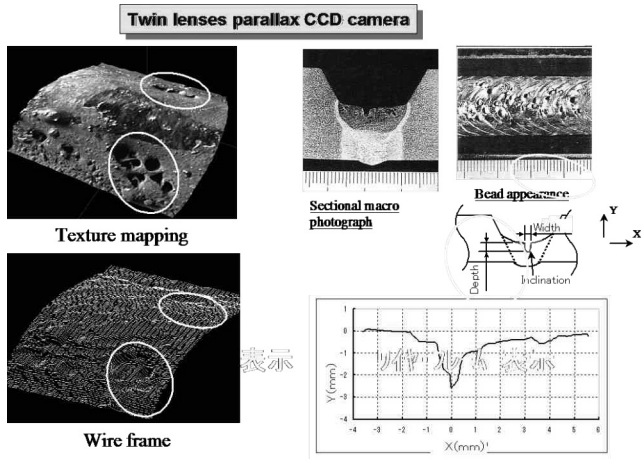 Twin lenses parallax CCD camera
Texture mapping
Sectional macro
photograph
Bead appearance
Width
Depth
Inclination
Y
X
Wire frame
表示
表示
Y(mm)
1
0
-1
-2
-3
-4
-4 -3 -2 -1 0 1 2 3 4 5 6
X(mm)